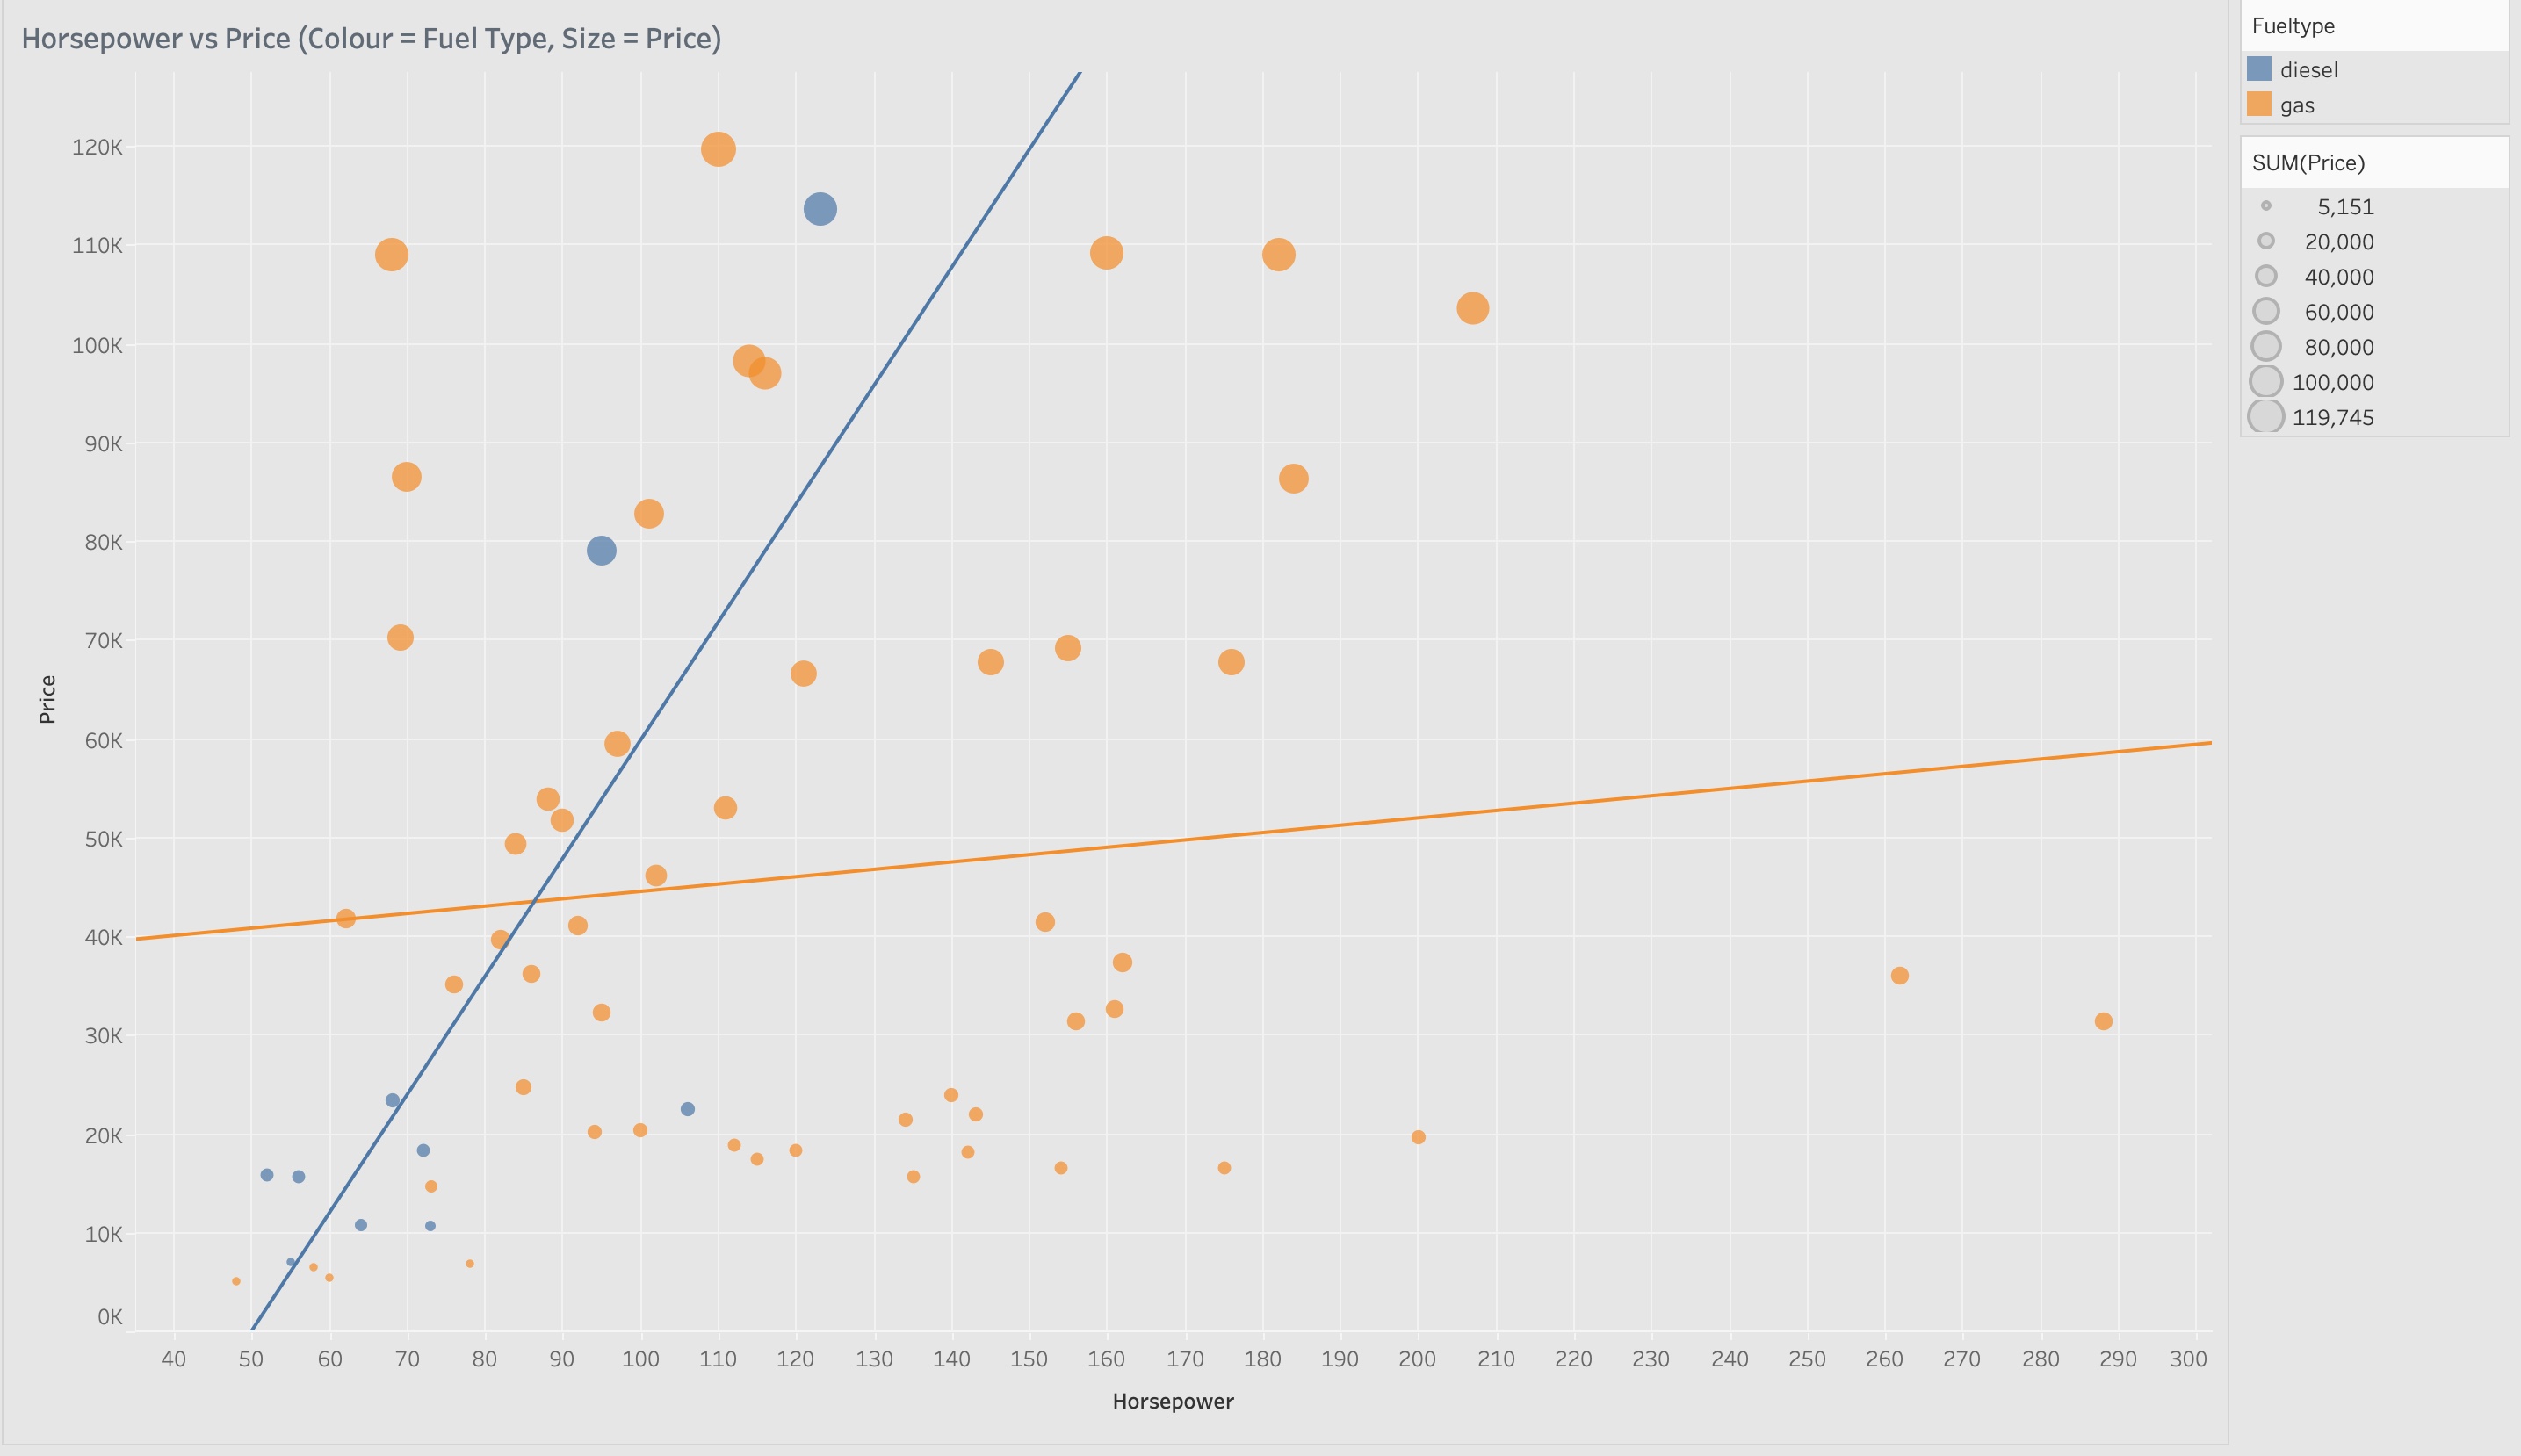 Horsepower vs Price (Colour = Fuel Type, Size = Price)
120K
110K
100K
90K
80K
70K
60K
50K
40K
30K
20K
10K
0K
Price
40 50 60 70 80 90 100 110 120 130 140 150 160 170 180 190 200 210 220 230 240 250 260 270 280 290 300
Horsepower
Fueltype
diesel
gas
SUM(Price)
5,151
20,000
40,000
60,000
80,000
100,000
119,745